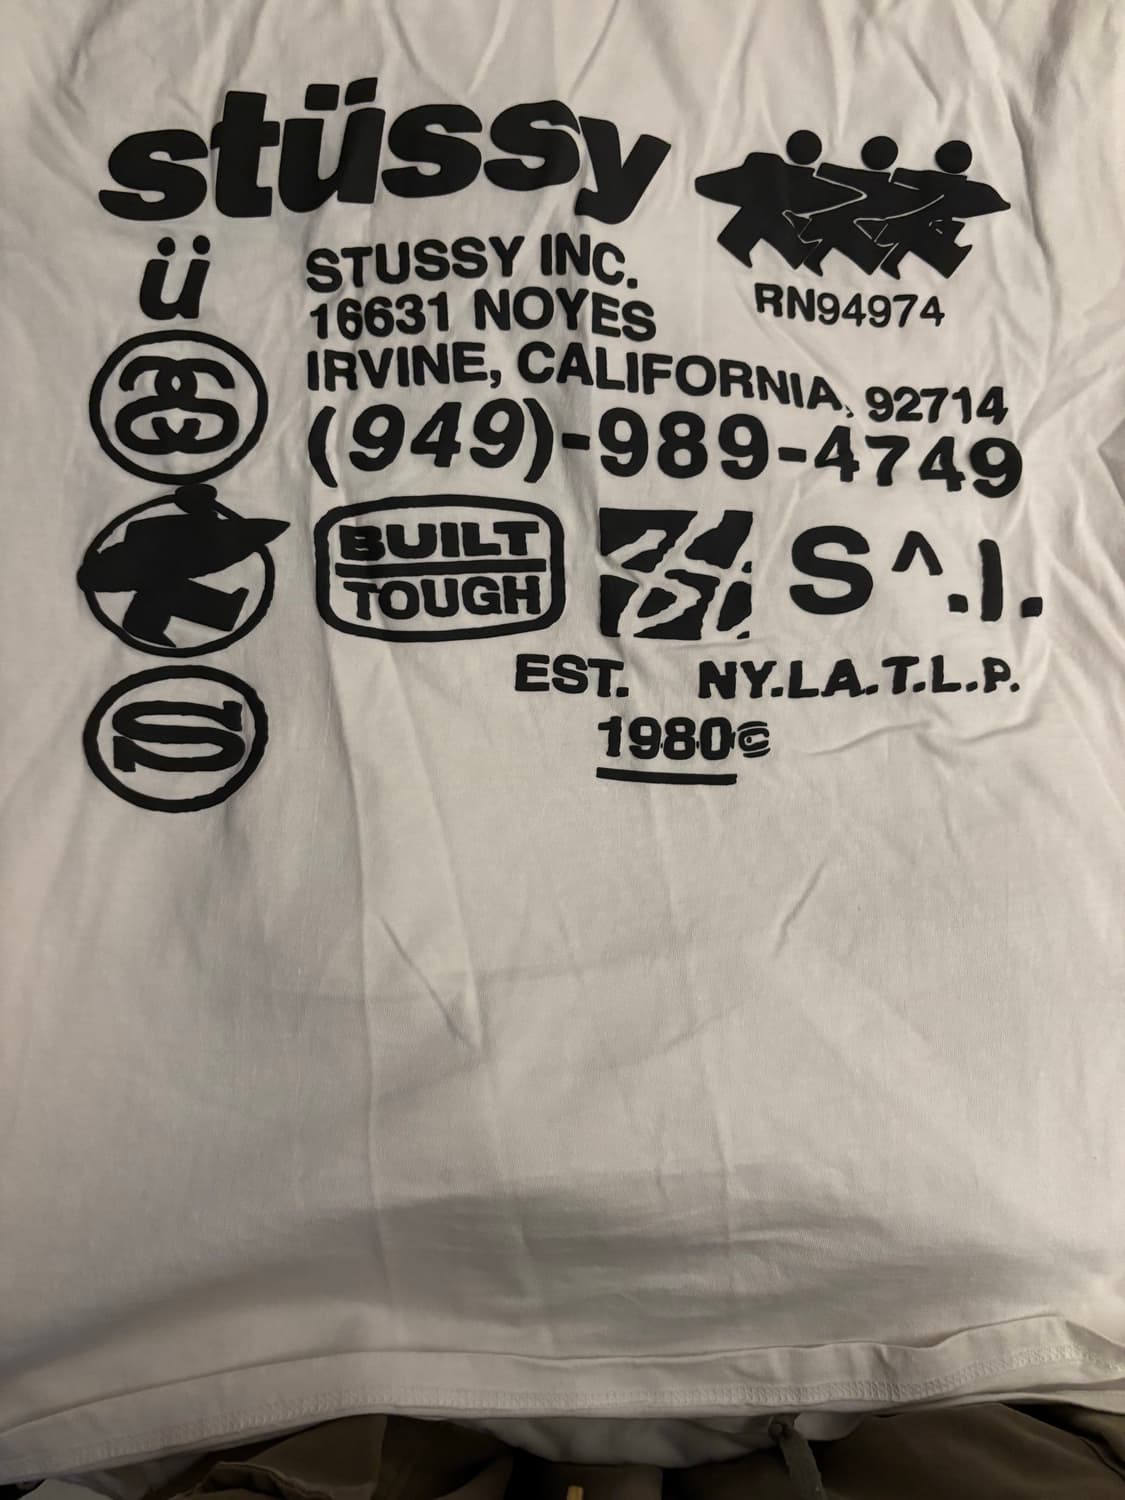 stüssy
ü
STUSSY INC.
16631 NOYES
IRVINE, CALIFORNIA, 92714
(949)-989-4749
RN94974
BUILT
TOUGH
S^.I.
EST. NY.LA.T.L.P.
1980©
S